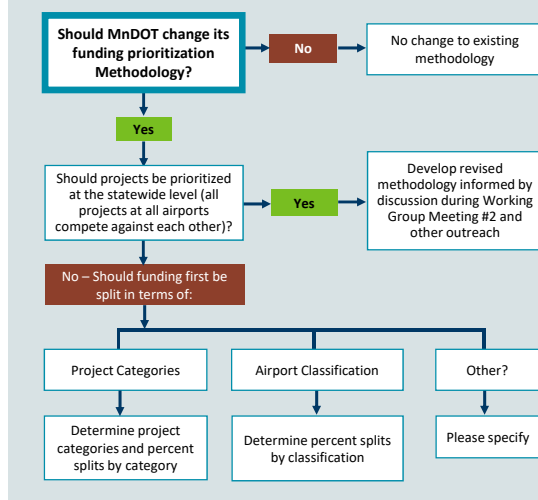 Should MnDOT change its
funding prioritization
Methodology?
No
No change to existing
methodology
Yes
Should projects be prioritized
at the statewide level (all
projects at all airports
compete against each other)?
Yes
Develop revised
methodology informed by
discussion during Working
Group Meeting #2 and
other outreach
No – Should funding first be
split in terms of:
Project Categories
Airport Classification
Other?
Determine project
categories and percent
splits by category
Determine percent splits
by classification
Please specify